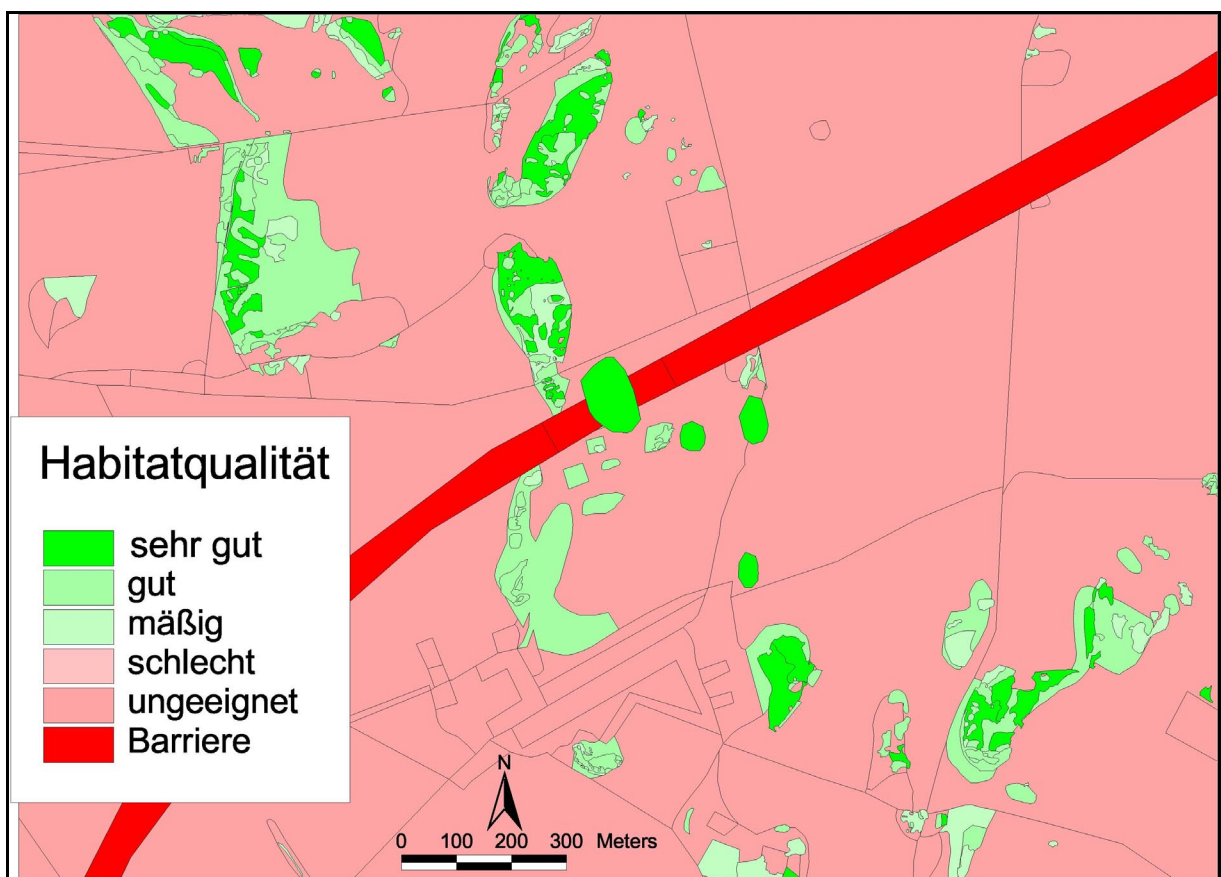 Habitatqualität
sehr gut
gut
mäßig
schlecht
ungeeignet
Barriere
N
0 100 200 300 Meters